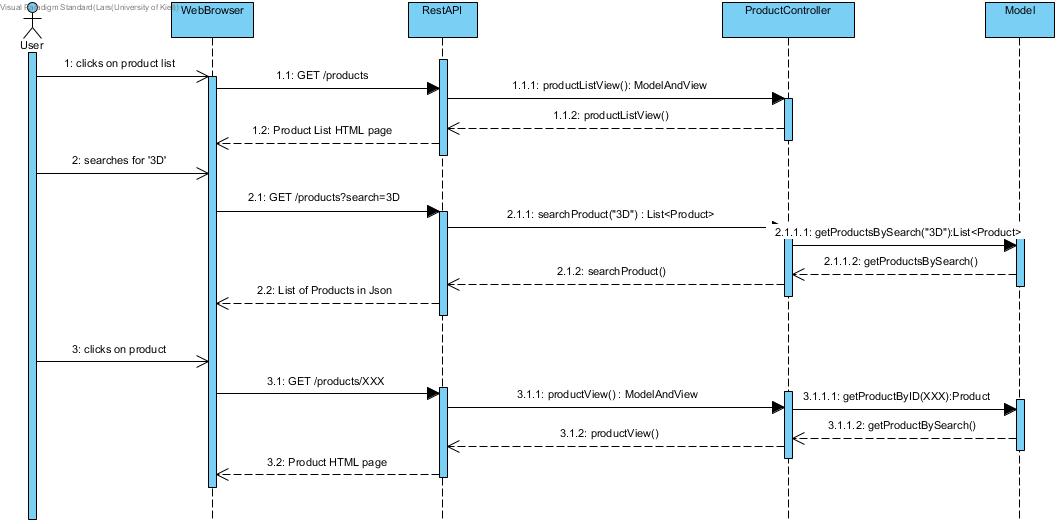 Visual Paradigm Standard(Lars(University of Kiel))
User
WebBrowser
RestAPI
ProductController
Model
1: clicks on product list
1.1: GET /products
1.1.1: productListView(): ModelAndView
1.1.2: productListView()
1.2: Product List HTML page
2: searches for '3D'
2.1: GET /products?search=3D
2.1.1: searchProduct("3D") : List<Product>
2.1.1.1: getProductsBySearch("3D"):List<Product>
2.1.1.2: getProductsBySearch()
2.1.2: searchProduct()
2.2: List of Products in Json
3: clicks on product
3.1: GET /products/XXX
3.1.1: productView() : ModelAndView
3.1.1.1: getProductByID(XXX):Product
3.1.1.2: getProductBySearch()
3.1.2: productView()
3.2: Product HTML page